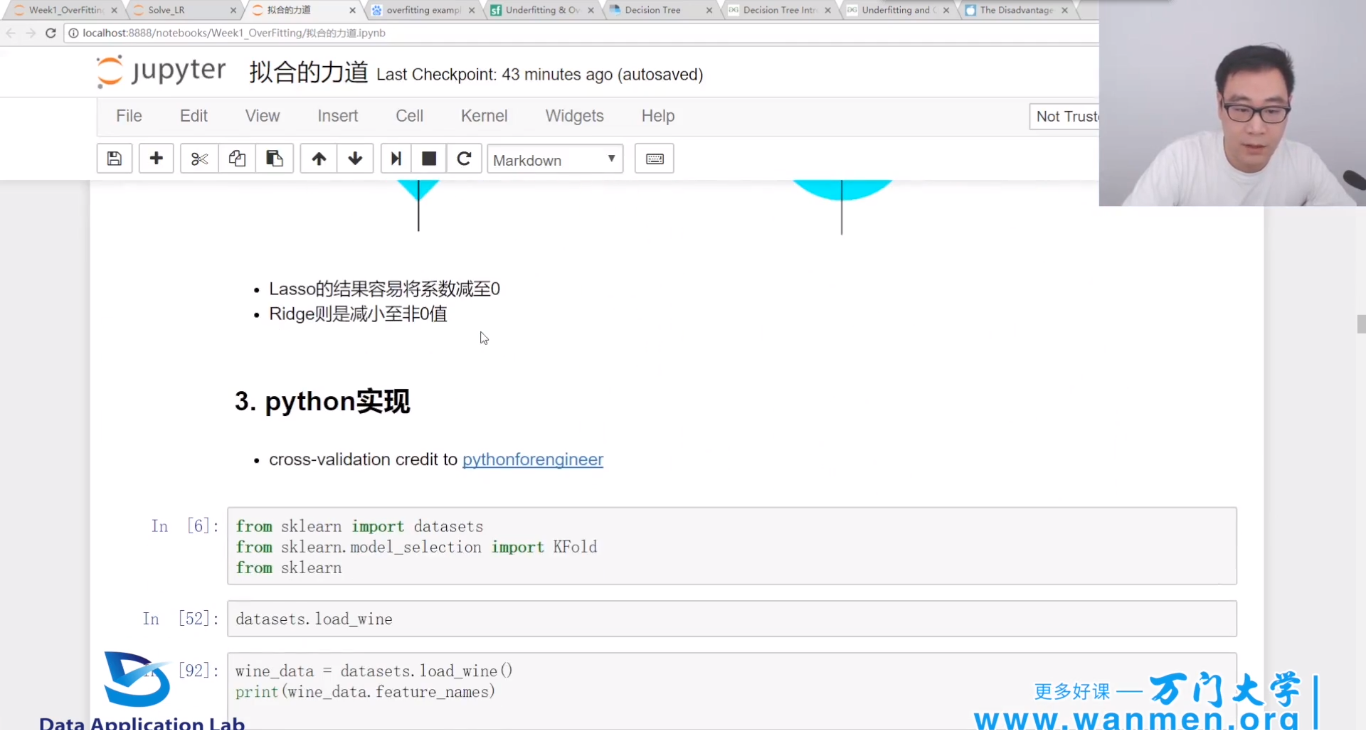 Week1_OverFitting
Solve_LR
拟合的力道
overfitting exampl
Underfitting & Ov
Decision Tree
Decision Tree Intr
Underfitting and O
The Disadvantage
localhost:8888/notebooks/Week1_OverFitting/拟合的力道.ipynb
jupyter 拟合的力道 Last Checkpoint: 43 minutes ago (autosaved)
File Edit View Insert Cell Kernel Widgets Help
Not Truste
Markdown
Lasso的结果容易将系数减至0
Ridge则是减小至非0值
3. python实现
cross-validation credit to pythonforengineer
In [6]:
from sklearn import datasets
from sklearn.model_selection import KFold
from sklearn
In [52]:
datasets.load_wine
[92]:
wine_data = datasets.load_wine()
print(wine_data.feature_names)
Data Application Lab
更多好课 — 万门大学
www.wanmen.org